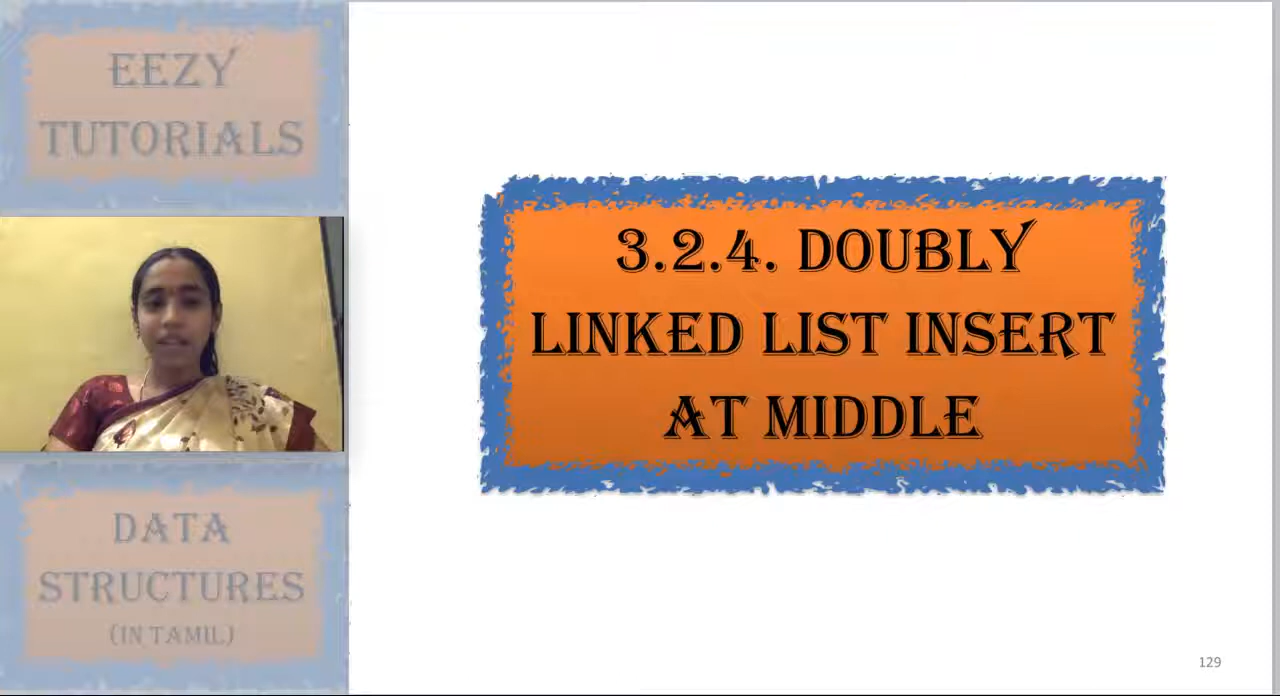 EEZY
TUTORIALS
DATA
STRUCTURES
(IN TAMIL)
3.2.4. DOUBLY
LINKED LIST INSERT
AT MIDDLE
129